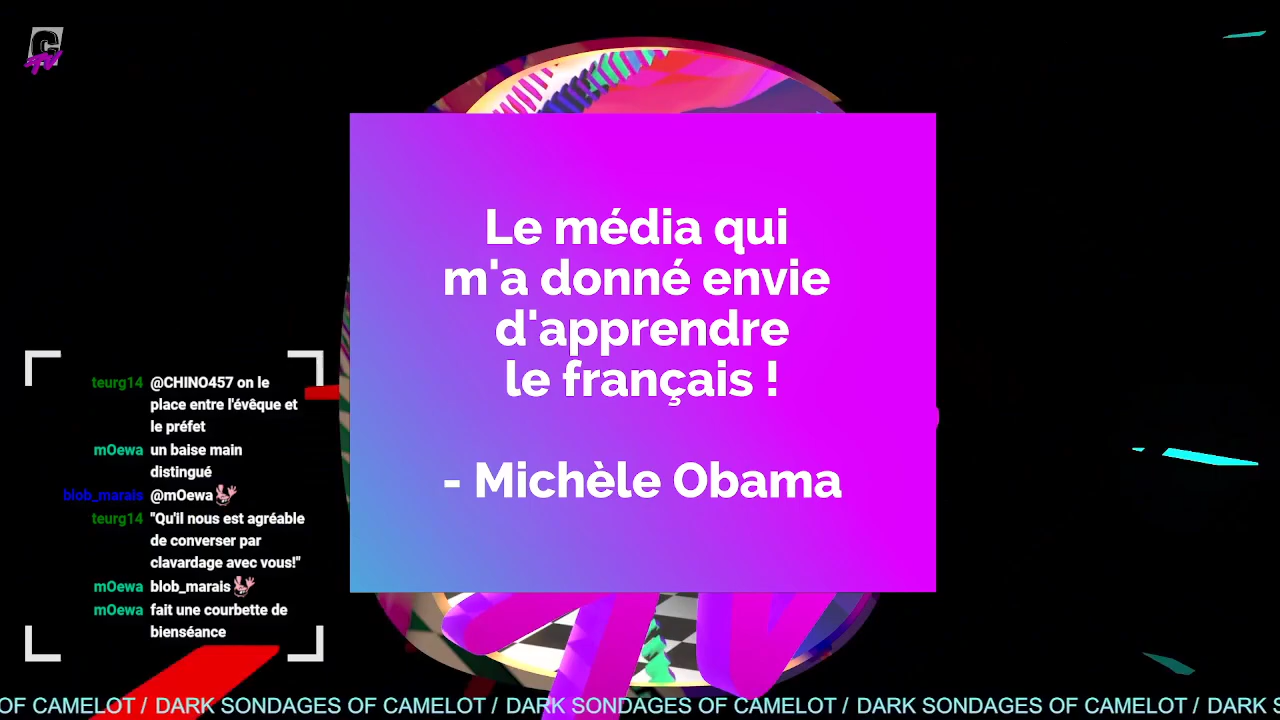 G
TV
Le média qui
m'a donné envie
d'apprendre
le français !
- Michèle Obama
teurg14 @CHINO457 on le
place entre l'évêque et
le préfet
mOewa un baise main
distingué
blob_marais @mOewa
teurg14 "Qu'il nous est agréable
de converser par
clavardage avec vous!"
mOewa blob_marais
mOewa fait une courbette de
bienséance
TV
OF CAMELOT / DARK SONDAGES OF CAMELOT / DARK SONDAGES OF CAMELOT / DARK SONDAGES OF CAMELOT / DARK S